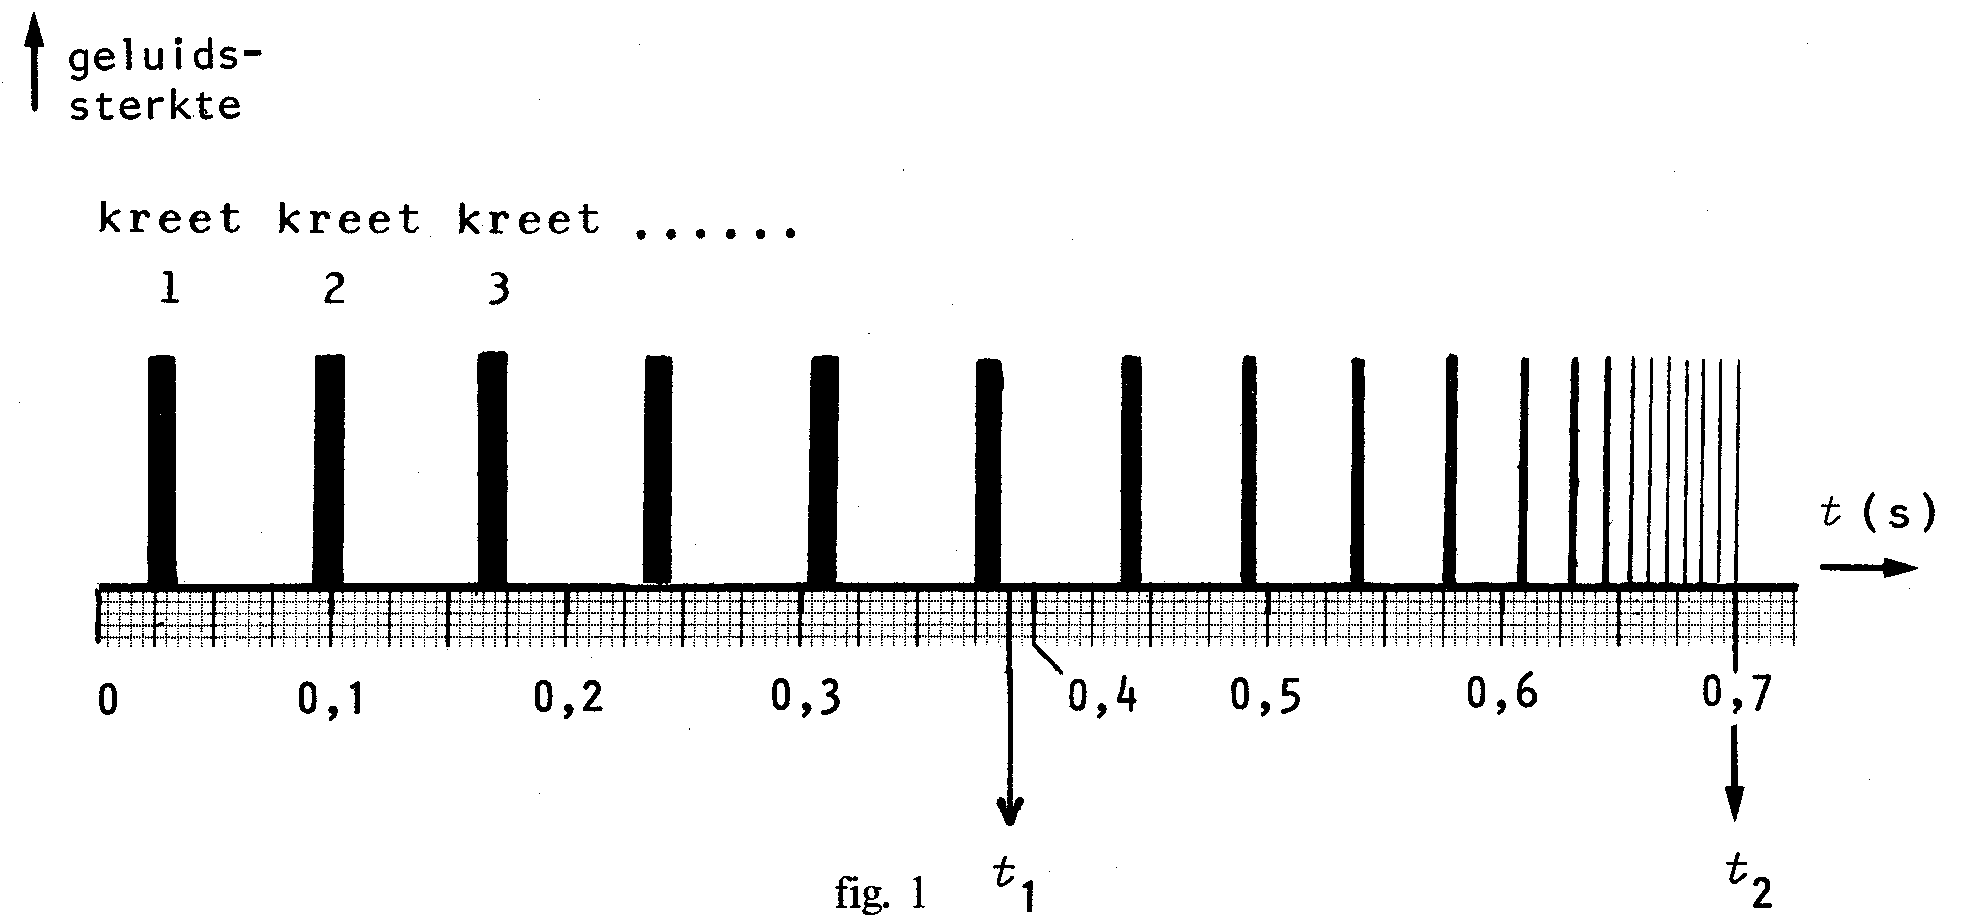 geluids-
sterkte
kreet kreet kreet ......
1 2 3
t (s)
0 0,1 0,2 0,3 0,4 0,5 0,6 0,7
t1 t2
fig. 1